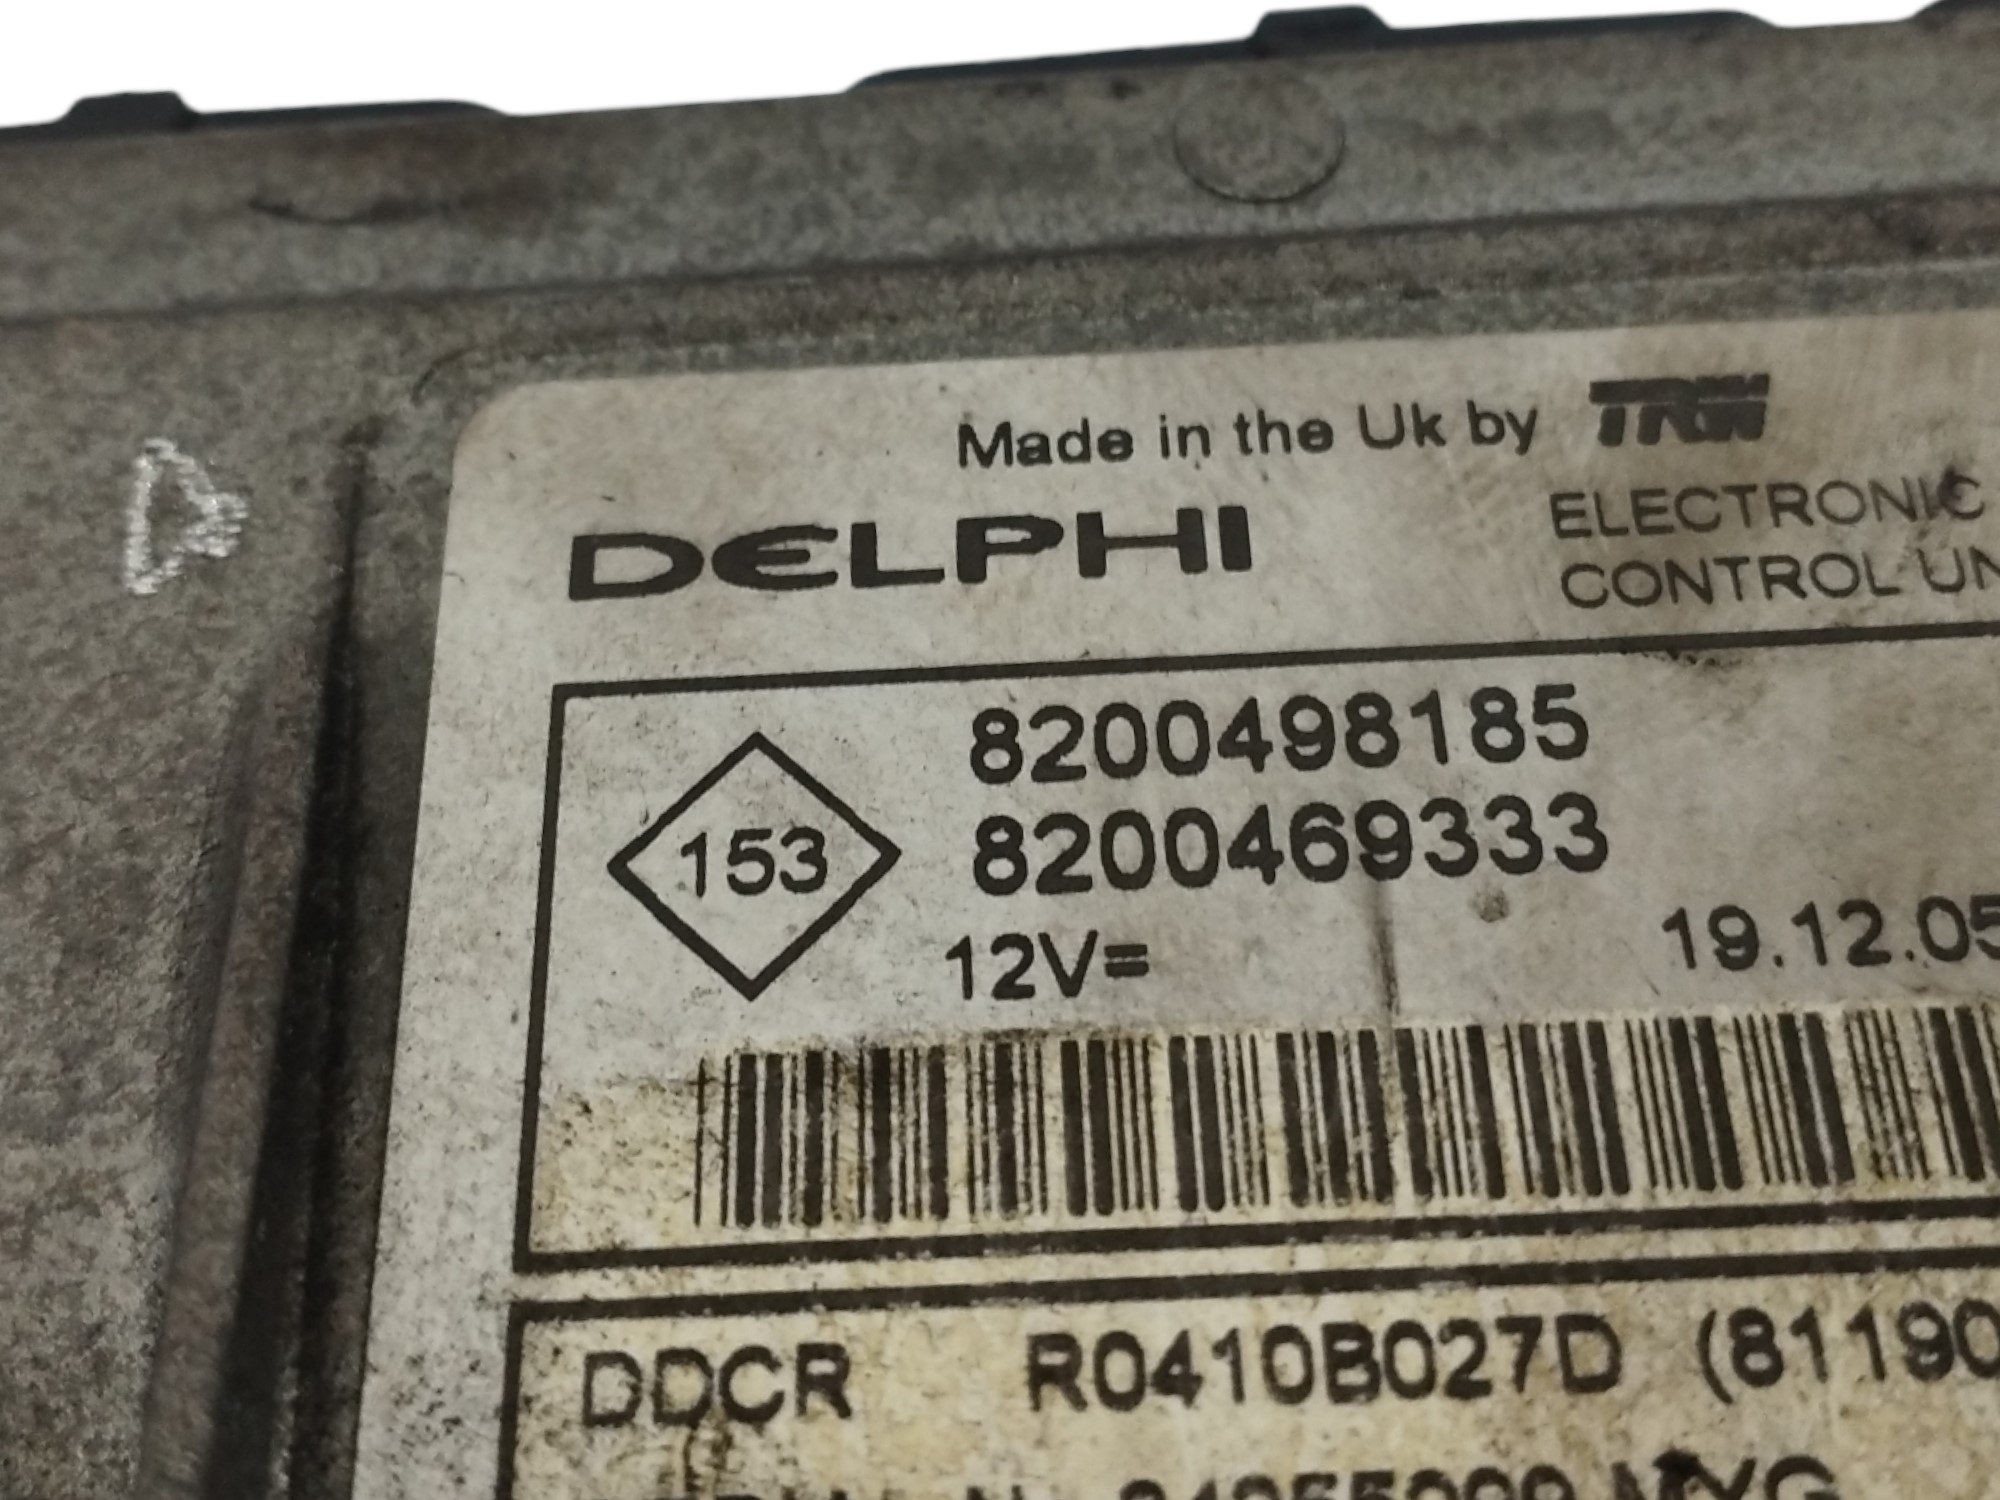 Made in the Uk by TRW
DELPHI
ELECTRONIC
CONTROL UN
8200498185
153
8200469333
12V=
19.12.05
DDCR R0410B027D (81190